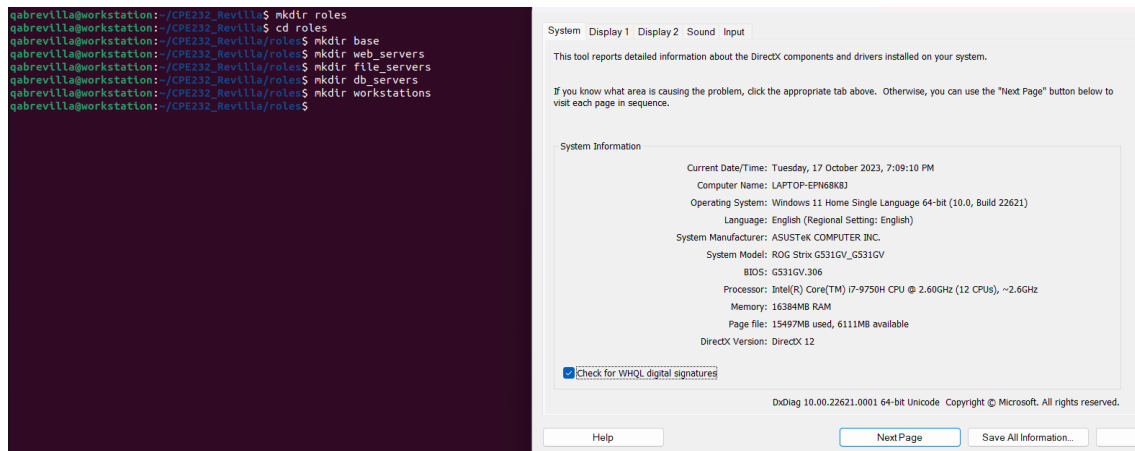 qabrevilla@workstation:~/CPE232_Revilla$ mkdir roles
qabrevilla@workstation:~/CPE232_Revilla$ cd roles
qabrevilla@workstation:~/CPE232_Revilla/roles$ mkdir base
qabrevilla@workstation:~/CPE232_Revilla/roles$ mkdir web_servers
qabrevilla@workstation:~/CPE232_Revilla/roles$ mkdir file_servers
qabrevilla@workstation:~/CPE232_Revilla/roles$ mkdir db_servers
qabrevilla@workstation:~/CPE232_Revilla/roles$ mkdir workstations
qabrevilla@workstation:~/CPE232_Revilla/roles$
System Display 1 Display 2 Sound Input
This tool reports detailed information about the DirectX components and drivers installed on your system.
If you know what area is causing the problem, click the appropriate tab above. Otherwise, you can use the "Next Page" button below to
visit each page in sequence.
System Information
Current Date/Time: Tuesday, 17 October 2023, 7:09:10 PM
Computer Name: LAPTOP-EPN68K8J
Operating System: Windows 11 Home Single Language 64-bit (10.0, Build 22621)
Language: English (Regional Setting: English)
System Manufacturer: ASUSTeK COMPUTER INC.
System Model: ROG Strix G531GV_G531GV
BIOS: G531GV.306
Processor: Intel(R) Core(TM) i7-9750H CPU @ 2.60GHz (12 CPUs), ~2.6GHz
Memory: 16384MB RAM
Page file: 15497MB used, 6111MB available
DirectX Version: DirectX 12
Check for WHQL digital signatures
DxDiag 10.00.22621.0001 64-bit Unicode Copyright © Microsoft. All rights reserved.
Help Next Page Save All Information...